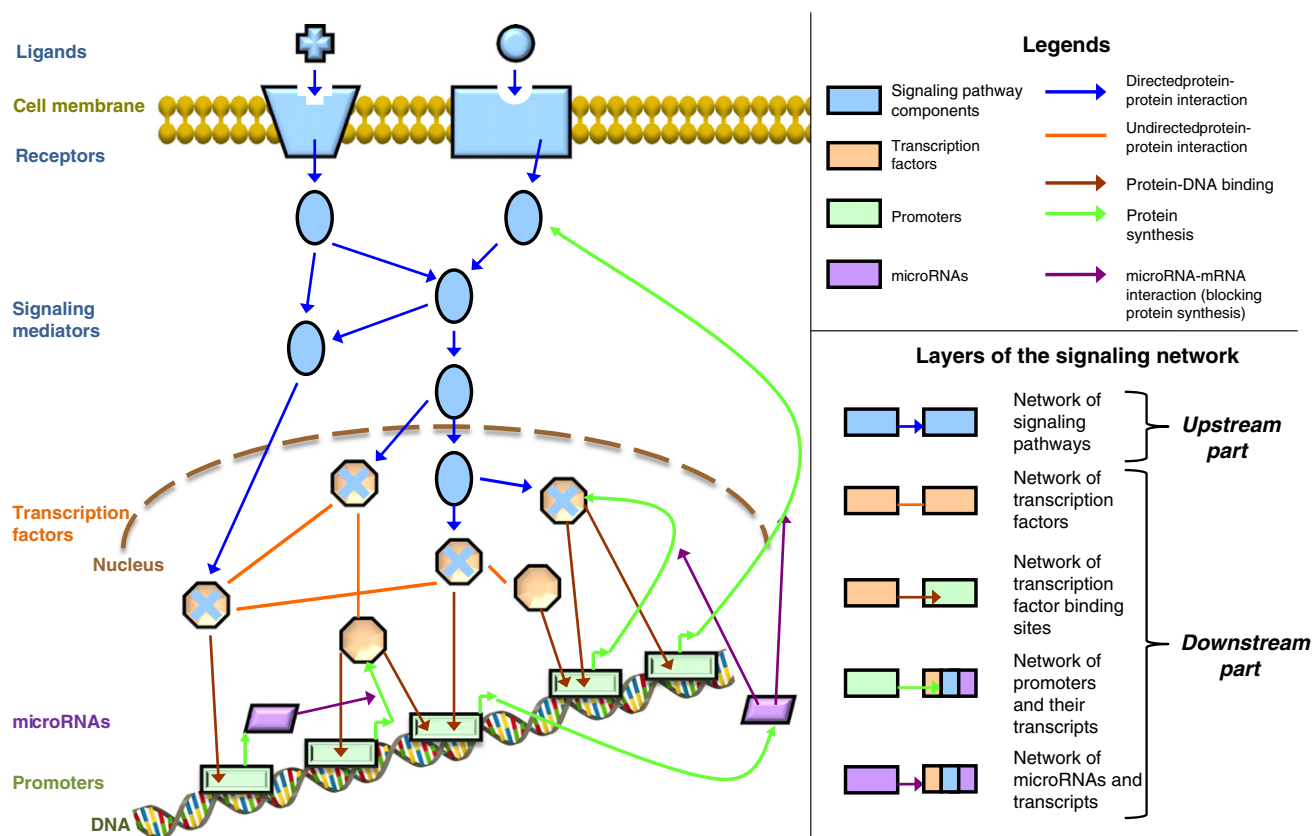 Ligands
Cell membrane
Receptors
Signaling
mediators
Transcription
factors
Nucleus
microRNAs
Promoters
DNA
Legends
Signaling pathway
components
Transcription
factors
Promoters
microRNAs
Directedprotein-
protein interaction
Undirectedprotein-
protein interaction
Protein-DNA binding
Protein
synthesis
microRNA-mRNA
interaction (blocking
protein synthesis)
Layers of the signaling network
Network of
signaling
pathways
Upstream
part
Network of
transcription
factors
Network of
transcription
factor binding
sites
Network of
promoters
and their
transcripts
Network of
microRNAs and
transcripts
Downstream
part